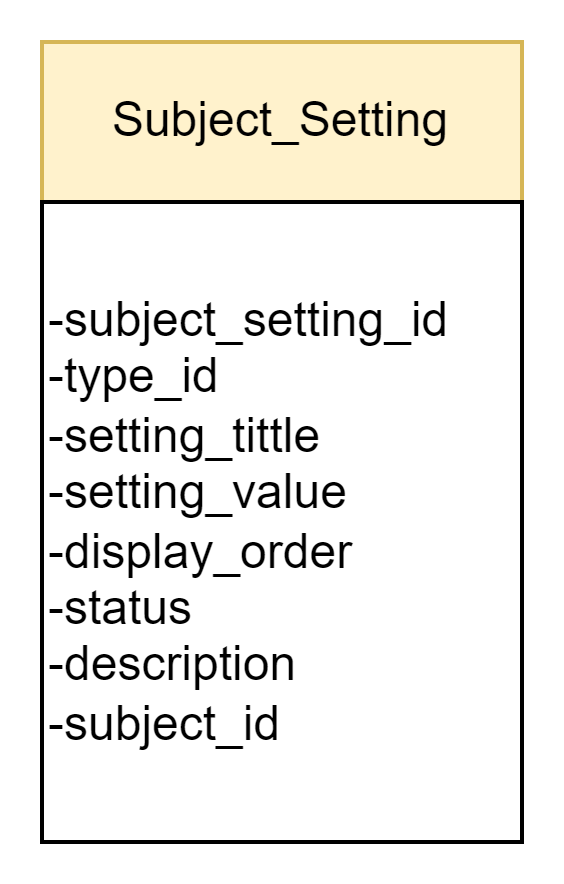 Subject_Setting
-subject_setting_id
-type_id
-setting_tittle
-setting_value
-display_order
-status
-description
-subject_id